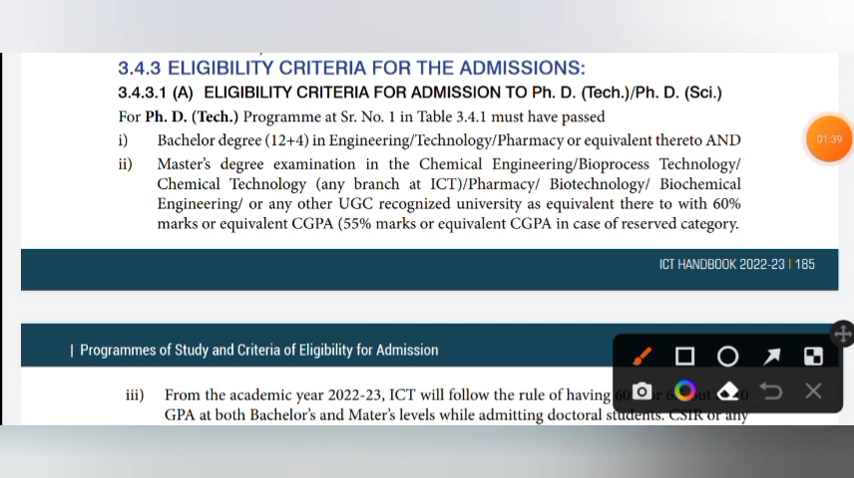 3.4.3 ELIGIBILITY CRITERIA FOR THE ADMISSIONS:
3.4.3.1 (A) ELIGIBILITY CRITERIA FOR ADMISSION TO Ph. D. (Tech.)/Ph. D. (Sci.)
For Ph. D. (Tech.) Programme at Sr. No. 1 in Table 3.4.1 must have passed
i) Bachelor degree (12+4) in Engineering/Technology/Pharmacy or equivalent thereto AND
01:39
ii) Master's degree examination in the Chemical Engineering/Bioprocess Technology/
Chemical Technology (any branch at ICT)/Pharmacy/ Biotechnology/ Biochemical
Engineering/ or any other UGC recognized university as equivalent there to with 60%
marks or equivalent CGPA (55% marks or equivalent CGPA in case of reserved category.
ICT HANDBOOK 2022-23 | 185
| Programmes of Study and Criteria of Eligibility for Admission
iii) From the academic year 2022-23, ICT will follow the rule of having
GPA at both Bachelor's and Mater's levels while admitting doctoral students. CSIR or any